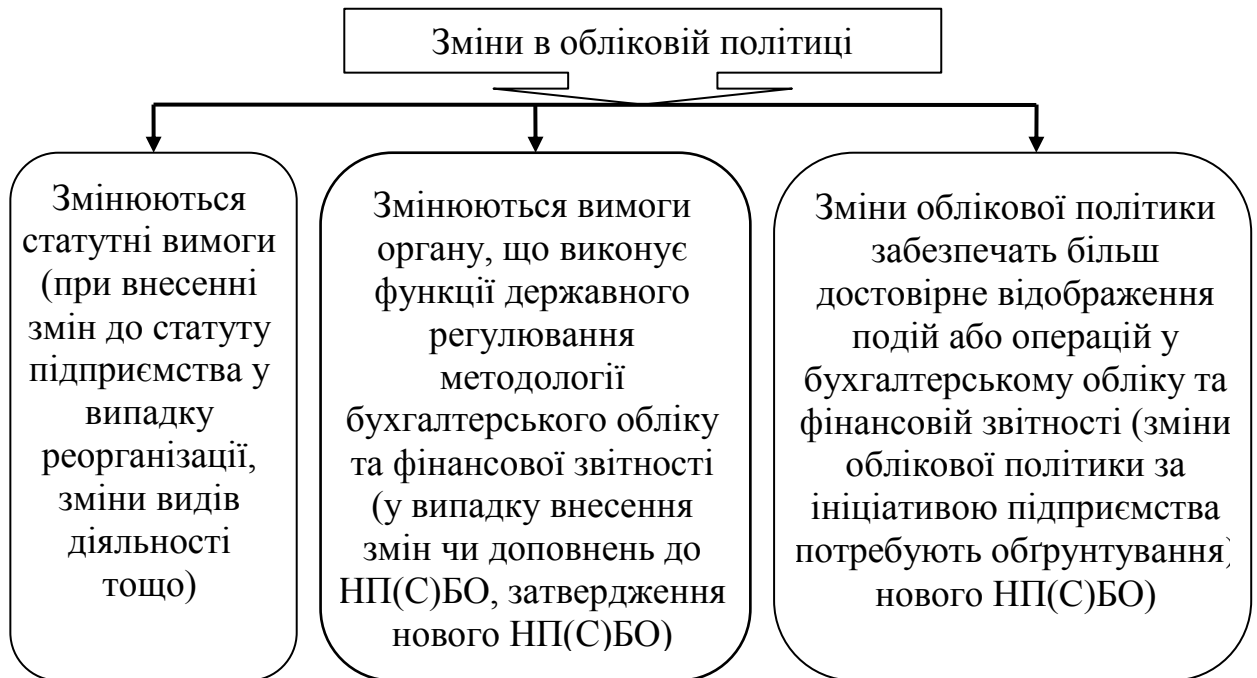 Зміни в обліковій політиці
Змінюються
статутні вимоги
(при внесенні
змін до статуту
підприємства у
випадку
реорганізації,
зміни видів
діяльності
тощо)
Змінюються вимоги
органу, що виконує
функції державного
регулювання
методології
бухгалтерського обліку
та фінансової звітності
(у випадку внесення
змін чи доповнень до
НП(С)БО, затвердження
нового НП(С)БО)
Зміни облікової політики
забезпечать більш
достовірне відображення
подій або операцій у
бухгалтерському обліку та
фінансовій звітності (зміни
облікової політики за
ініціативою підприємства
потребують обґрунтування)
нового НП(С)БО)